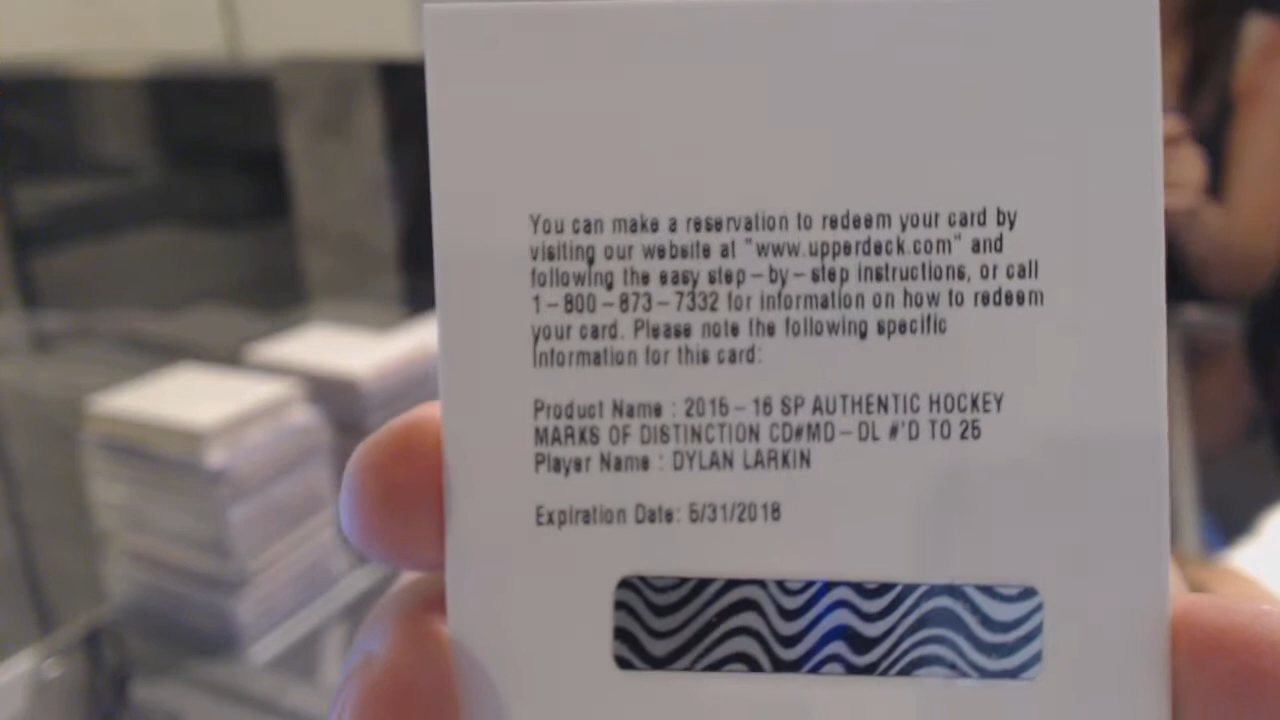 You can make a reservation to redeem your card by
visiting our website at "www.upperdeck.com" and
following the easy step-by-step instructions, or call
1-800-873-7332 for information on how to redeem
your card. Please note the following specific
information for this card:
Product Name : 2015-16 SP AUTHENTIC HOCKEY
MARKS OF DISTINCTION CD#MD-DL #'D TO 25
Player Name : DYLAN LARKIN
Expiration Date: 5/31/2018